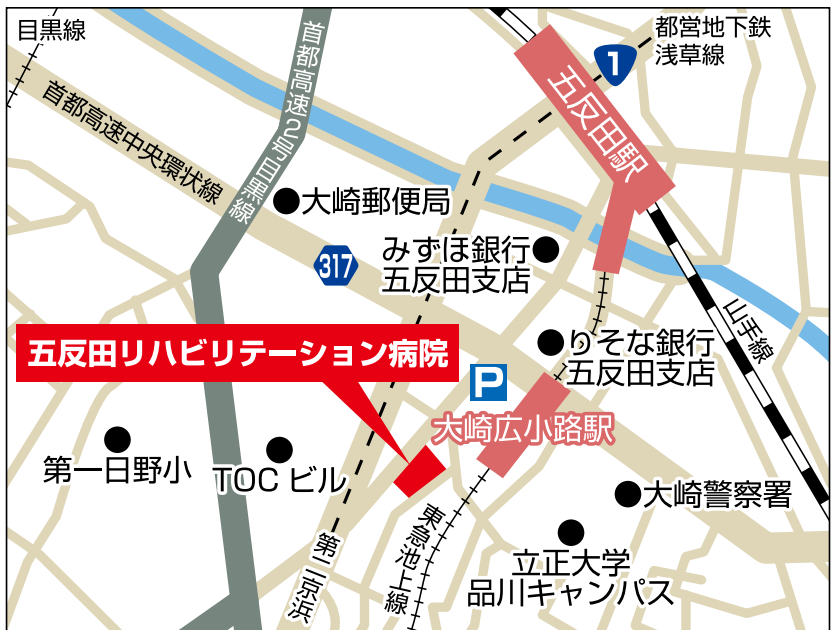 目黒線
都営地下鉄
浅草線
1
五反田駅
首都高速2号目黒線
首都高速中央環状線
大崎郵便局
みずほ銀行
五反田支店
317
山手線
りそな銀行
五反田支店
五反田リハビリテーション病院
P
大崎広小路駅
第一日野小
TOC ビル
大崎警察署
立正大学
品川キャンパス
東急池上線
第二京浜